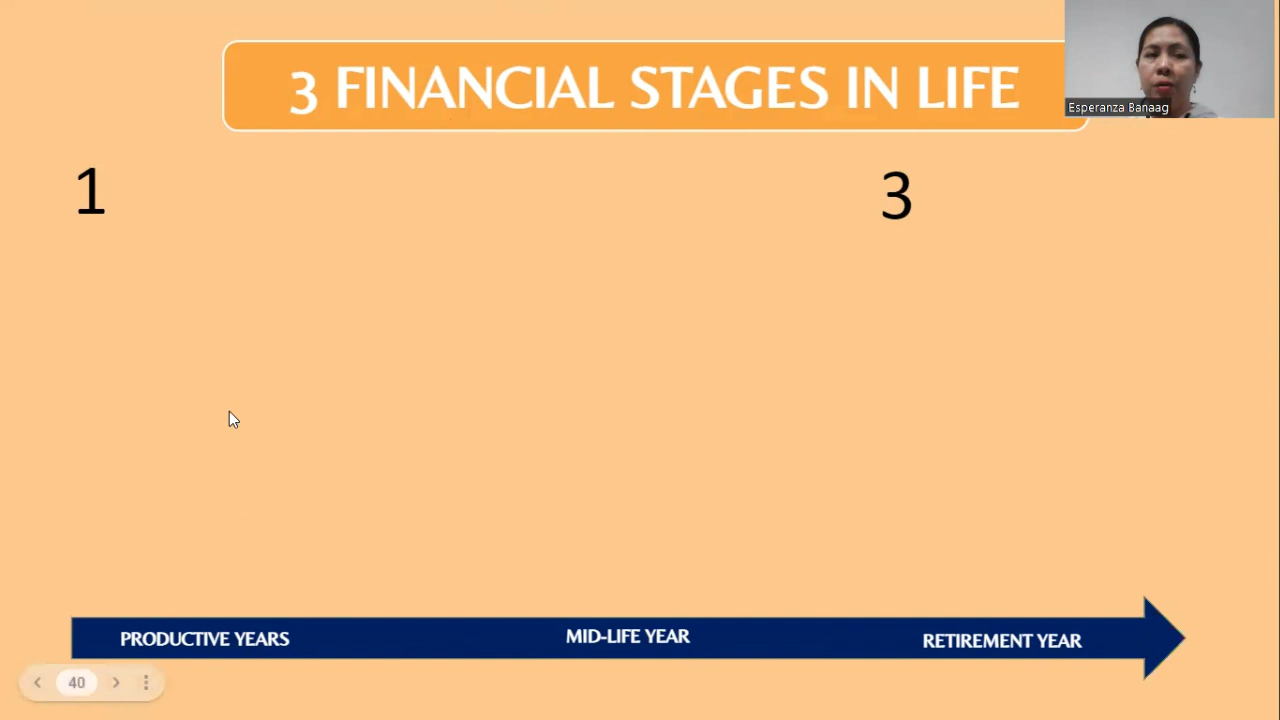 3 FINANCIAL STAGES IN LIFE
Esperanza Banaag
1
3
PRODUCTIVE YEARS
MID-LIFE YEAR
RETIREMENT YEAR
40